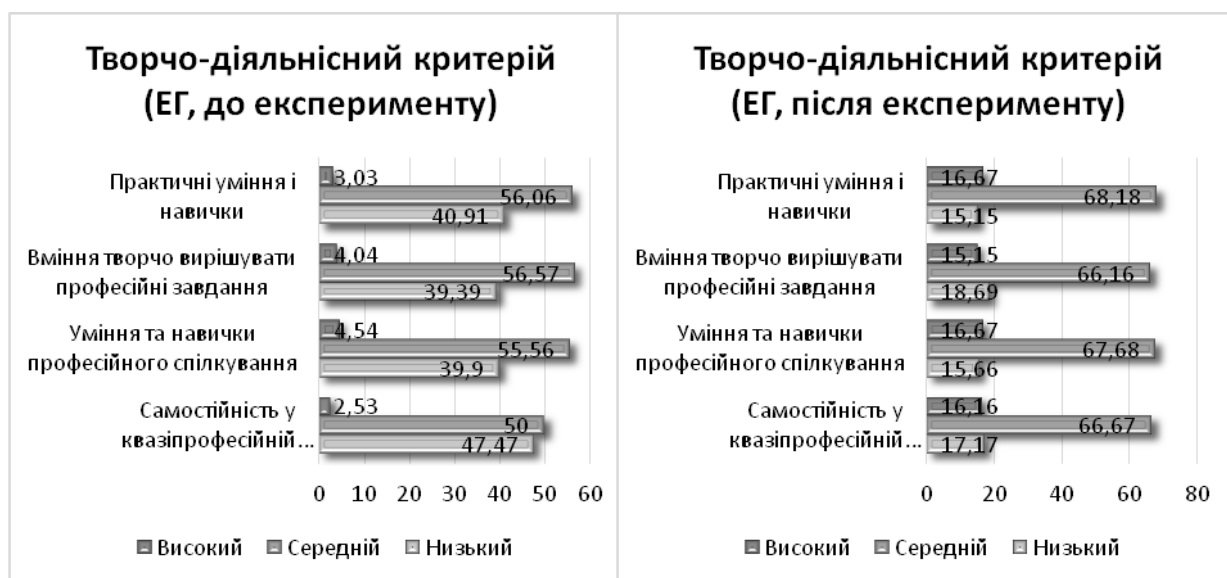 Творчо-діяльнісний критерій
(ЕГ, до експерименту)
Практичні уміння і
навички
3,03
56,06
40,91
Вміння творчо вирішувати
професійні завдання
4,04
56,57
39,39
Уміння та навички
професійного спілкування
4,54
55,56
39,9
Самостійність у
квазіпрофесійній ...
2,53
50
47,47
0 10 20 30 40 50 60
Високий Середній Низький
Творчо-діяльнісний критерій
(ЕГ, після експерименту)
Практичні уміння і
навички
16,67
68,18
15,15
Вміння творчо вирішувати
професійні завдання
15,15
66,16
18,69
Уміння та навички
професійного спілкування
16,67
67,68
15,66
Самостійність у
квазіпрофесійній ...
16,16
66,67
17,17
0 20 40 60 80
Високий Середній Низький